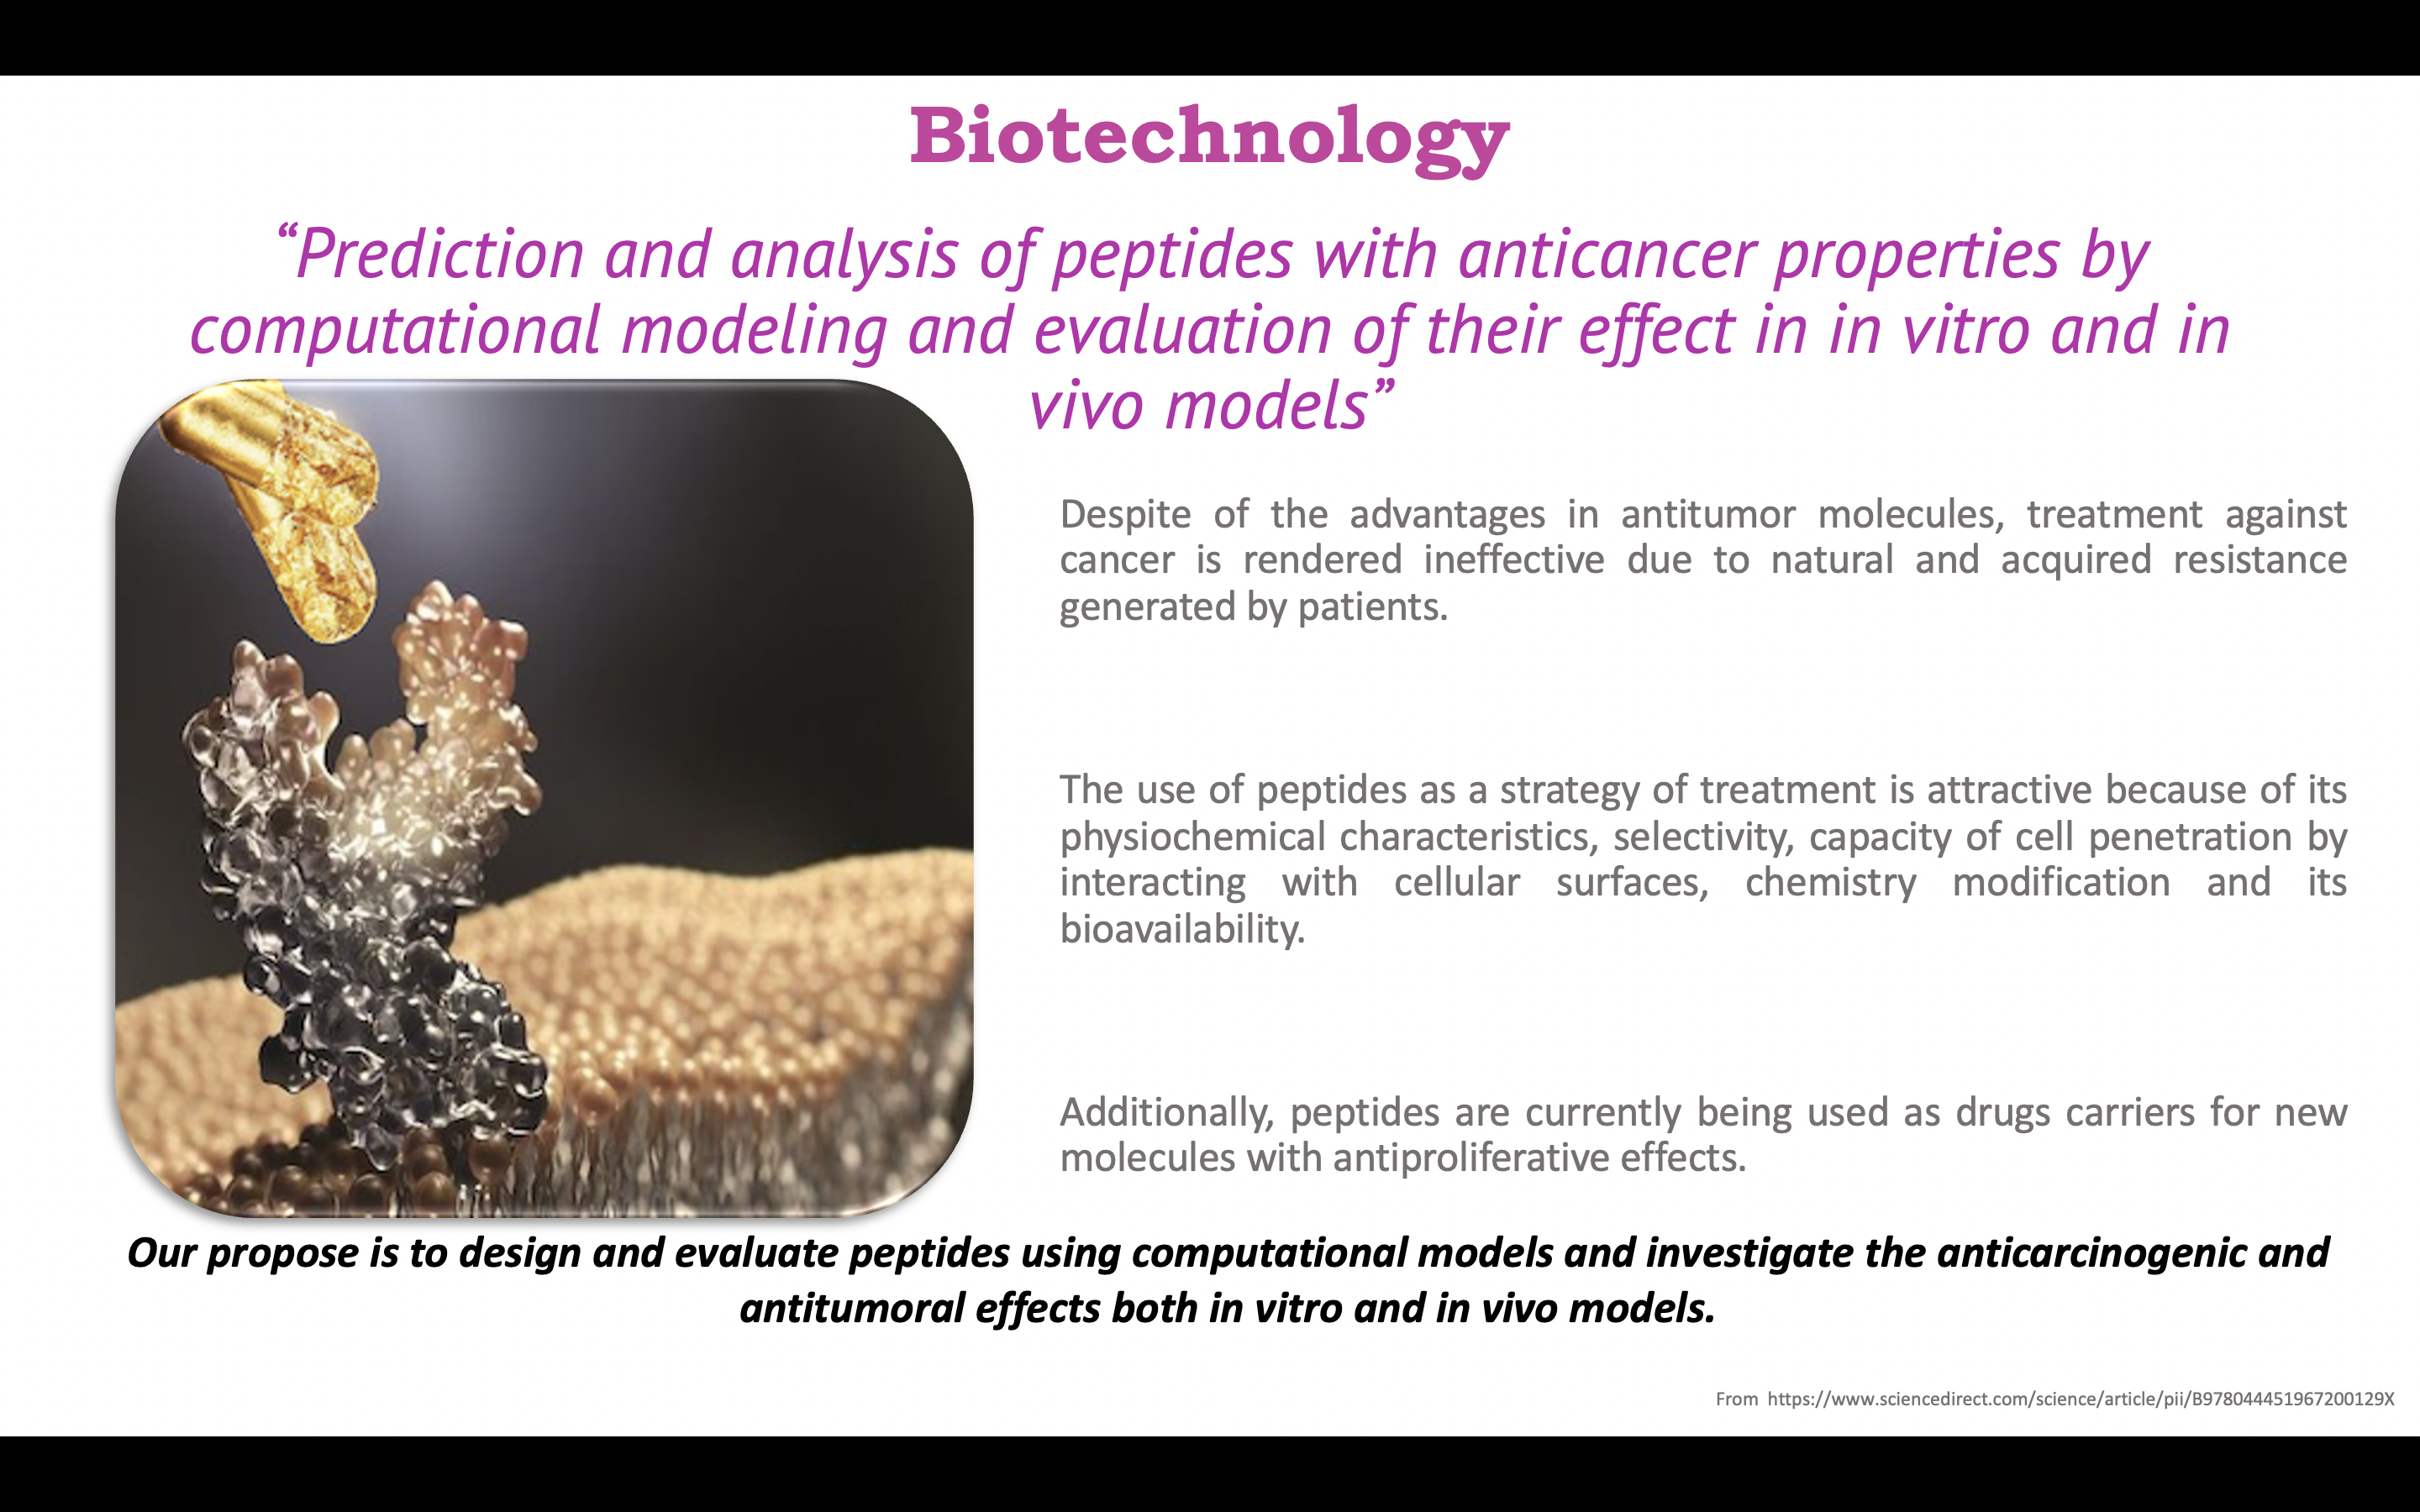 Biotechnology
“Prediction and analysis of peptides with anticancer properties by
computational modeling and evaluation of their effect in in vitro and in
vivo models”
Despite of the advantages in antitumor molecules, treatment against
cancer is rendered ineffective due to natural and acquired resistance
generated by patients.
The use of peptides as a strategy of treatment is attractive because of its
physiochemical characteristics, selectivity, capacity of cell penetration by
interacting with cellular surfaces, chemistry modification and its
bioavailability.
Additionally, peptides are currently being used as drugs carriers for new
molecules with antiproliferative effects.
Our propose is to design and evaluate peptides using computational models and investigate the anticarcinogenic and
antitumoral effects both in vitro and in vivo models.
From https://www.sciencedirect.com/science/article/pii/B978044451967200129X